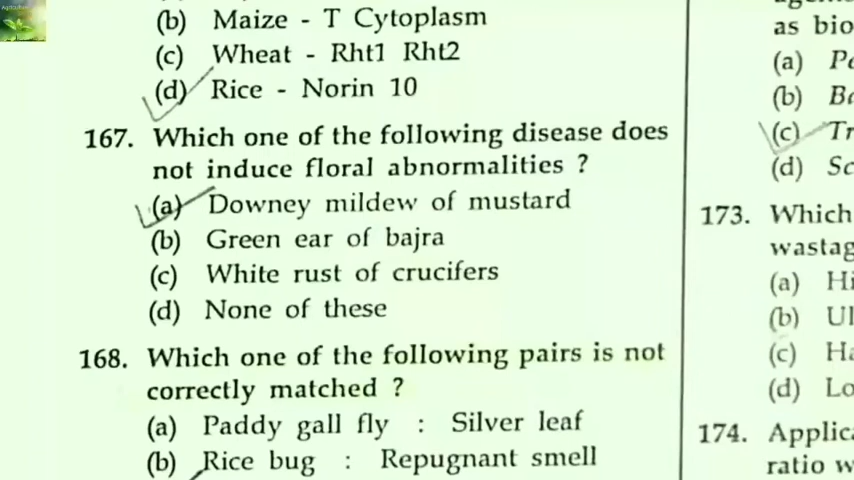 Agriculture
(b) Maize - T Cytoplasm
(c) Wheat - Rht1 Rht2
(d) Rice - Norin 10
167. Which one of the following disease does
not induce floral abnormalities ?
(a) Downey mildew of mustard
(b) Green ear of bajra
(c) White rust of crucifers
(d) None of these
168. Which one of the following pairs is not
correctly matched ?
(a) Paddy gall fly : Silver leaf
(b) Rice bug : Repugnant smell
as bio
(a)
(b)
(c) Tr
(d) Sc
173. Which
wastag
(a) Hi
(b) Ul
(c) Ha
(d) Lo
174. Applica
ratio w